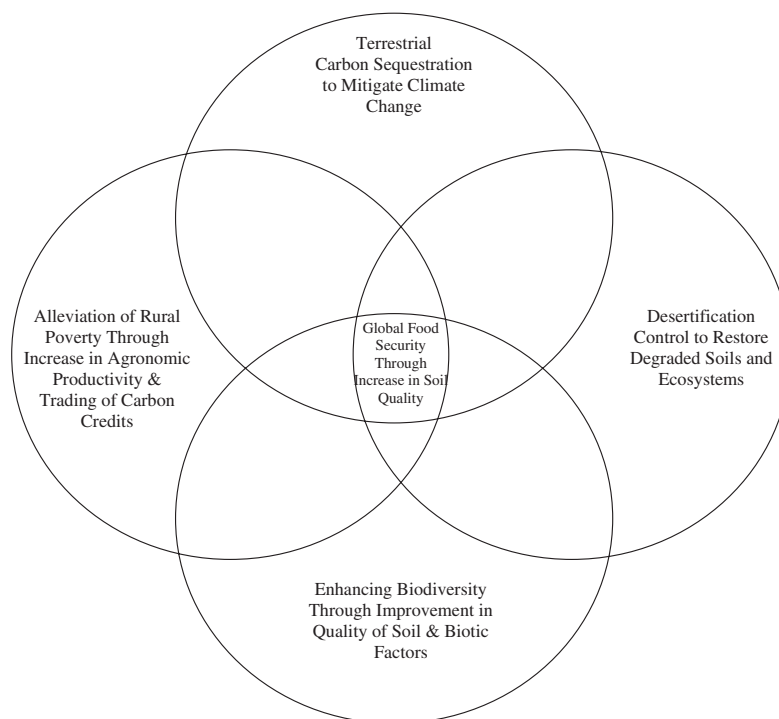 Terrestrial
Carbon Sequestration
to Mitigate Climate
Change
Alleviation of Rural
Poverty Through
Increase in Agronomic
Productivity &
Trading of Carbon
Credits
Global Food
Security
Through
Increase in Soil
Quality
Desertification
Control to Restore
Degraded Soils and
Ecosystems
Enhancing Biodiversity
Through Improvement in
Quality of Soil & Biotic
Factors